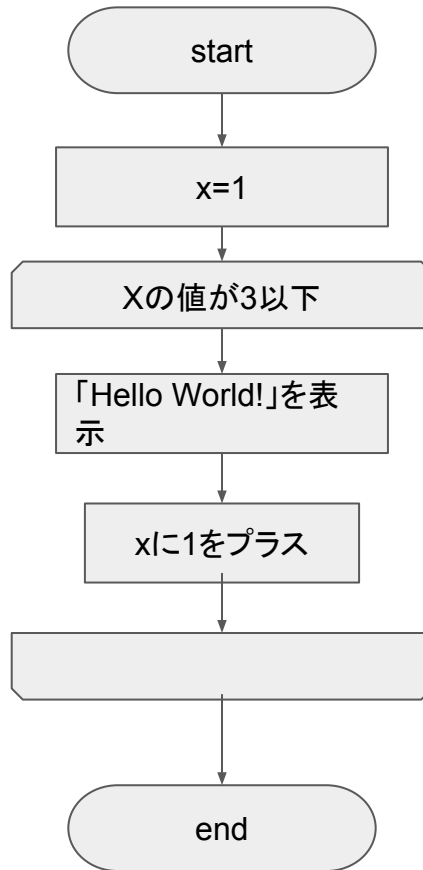 start
x=1
Xの値が3以下
「Hello World!」を表
示
xに1をプラス
end